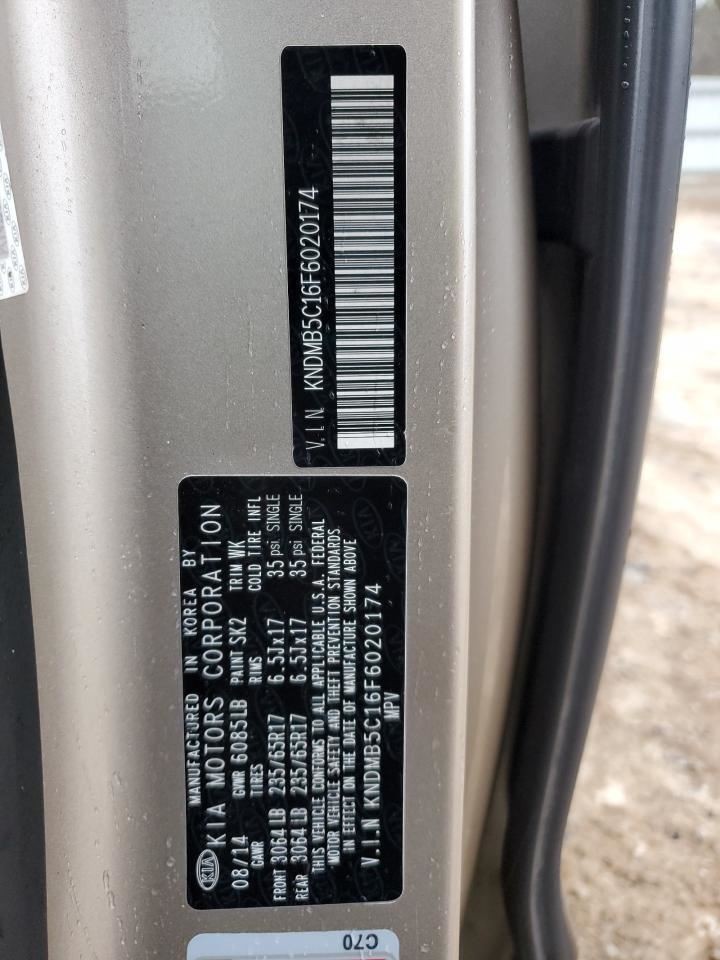 V.I.N KNDMB5C16F6020174
MANUFACTURED IN KOREA BY
KIA KIA MOTORS CORPORATION
08/14 GVWR 6085LB PAINT SK2 TRIM WK
GAWR TIRES RIMS COLD TIRE INFL
FRONT 3064LB 235/65R17 6.5Jx17 35 psi SINGLE
REAR 3064LB 235/65R17 6.5Jx17 35 psi SINGLE
THIS VEHICLE CONFORMS TO ALL APPLICABLE U.S.A. FEDERAL
MOTOR VEHICLE SAFETY AND THEFT PREVENTION STANDARDS
IN EFFECT ON THE DATE OF MANUFACTURE SHOWN ABOVE
V.I.N KNDMB5C16F6020174
MPV
C70